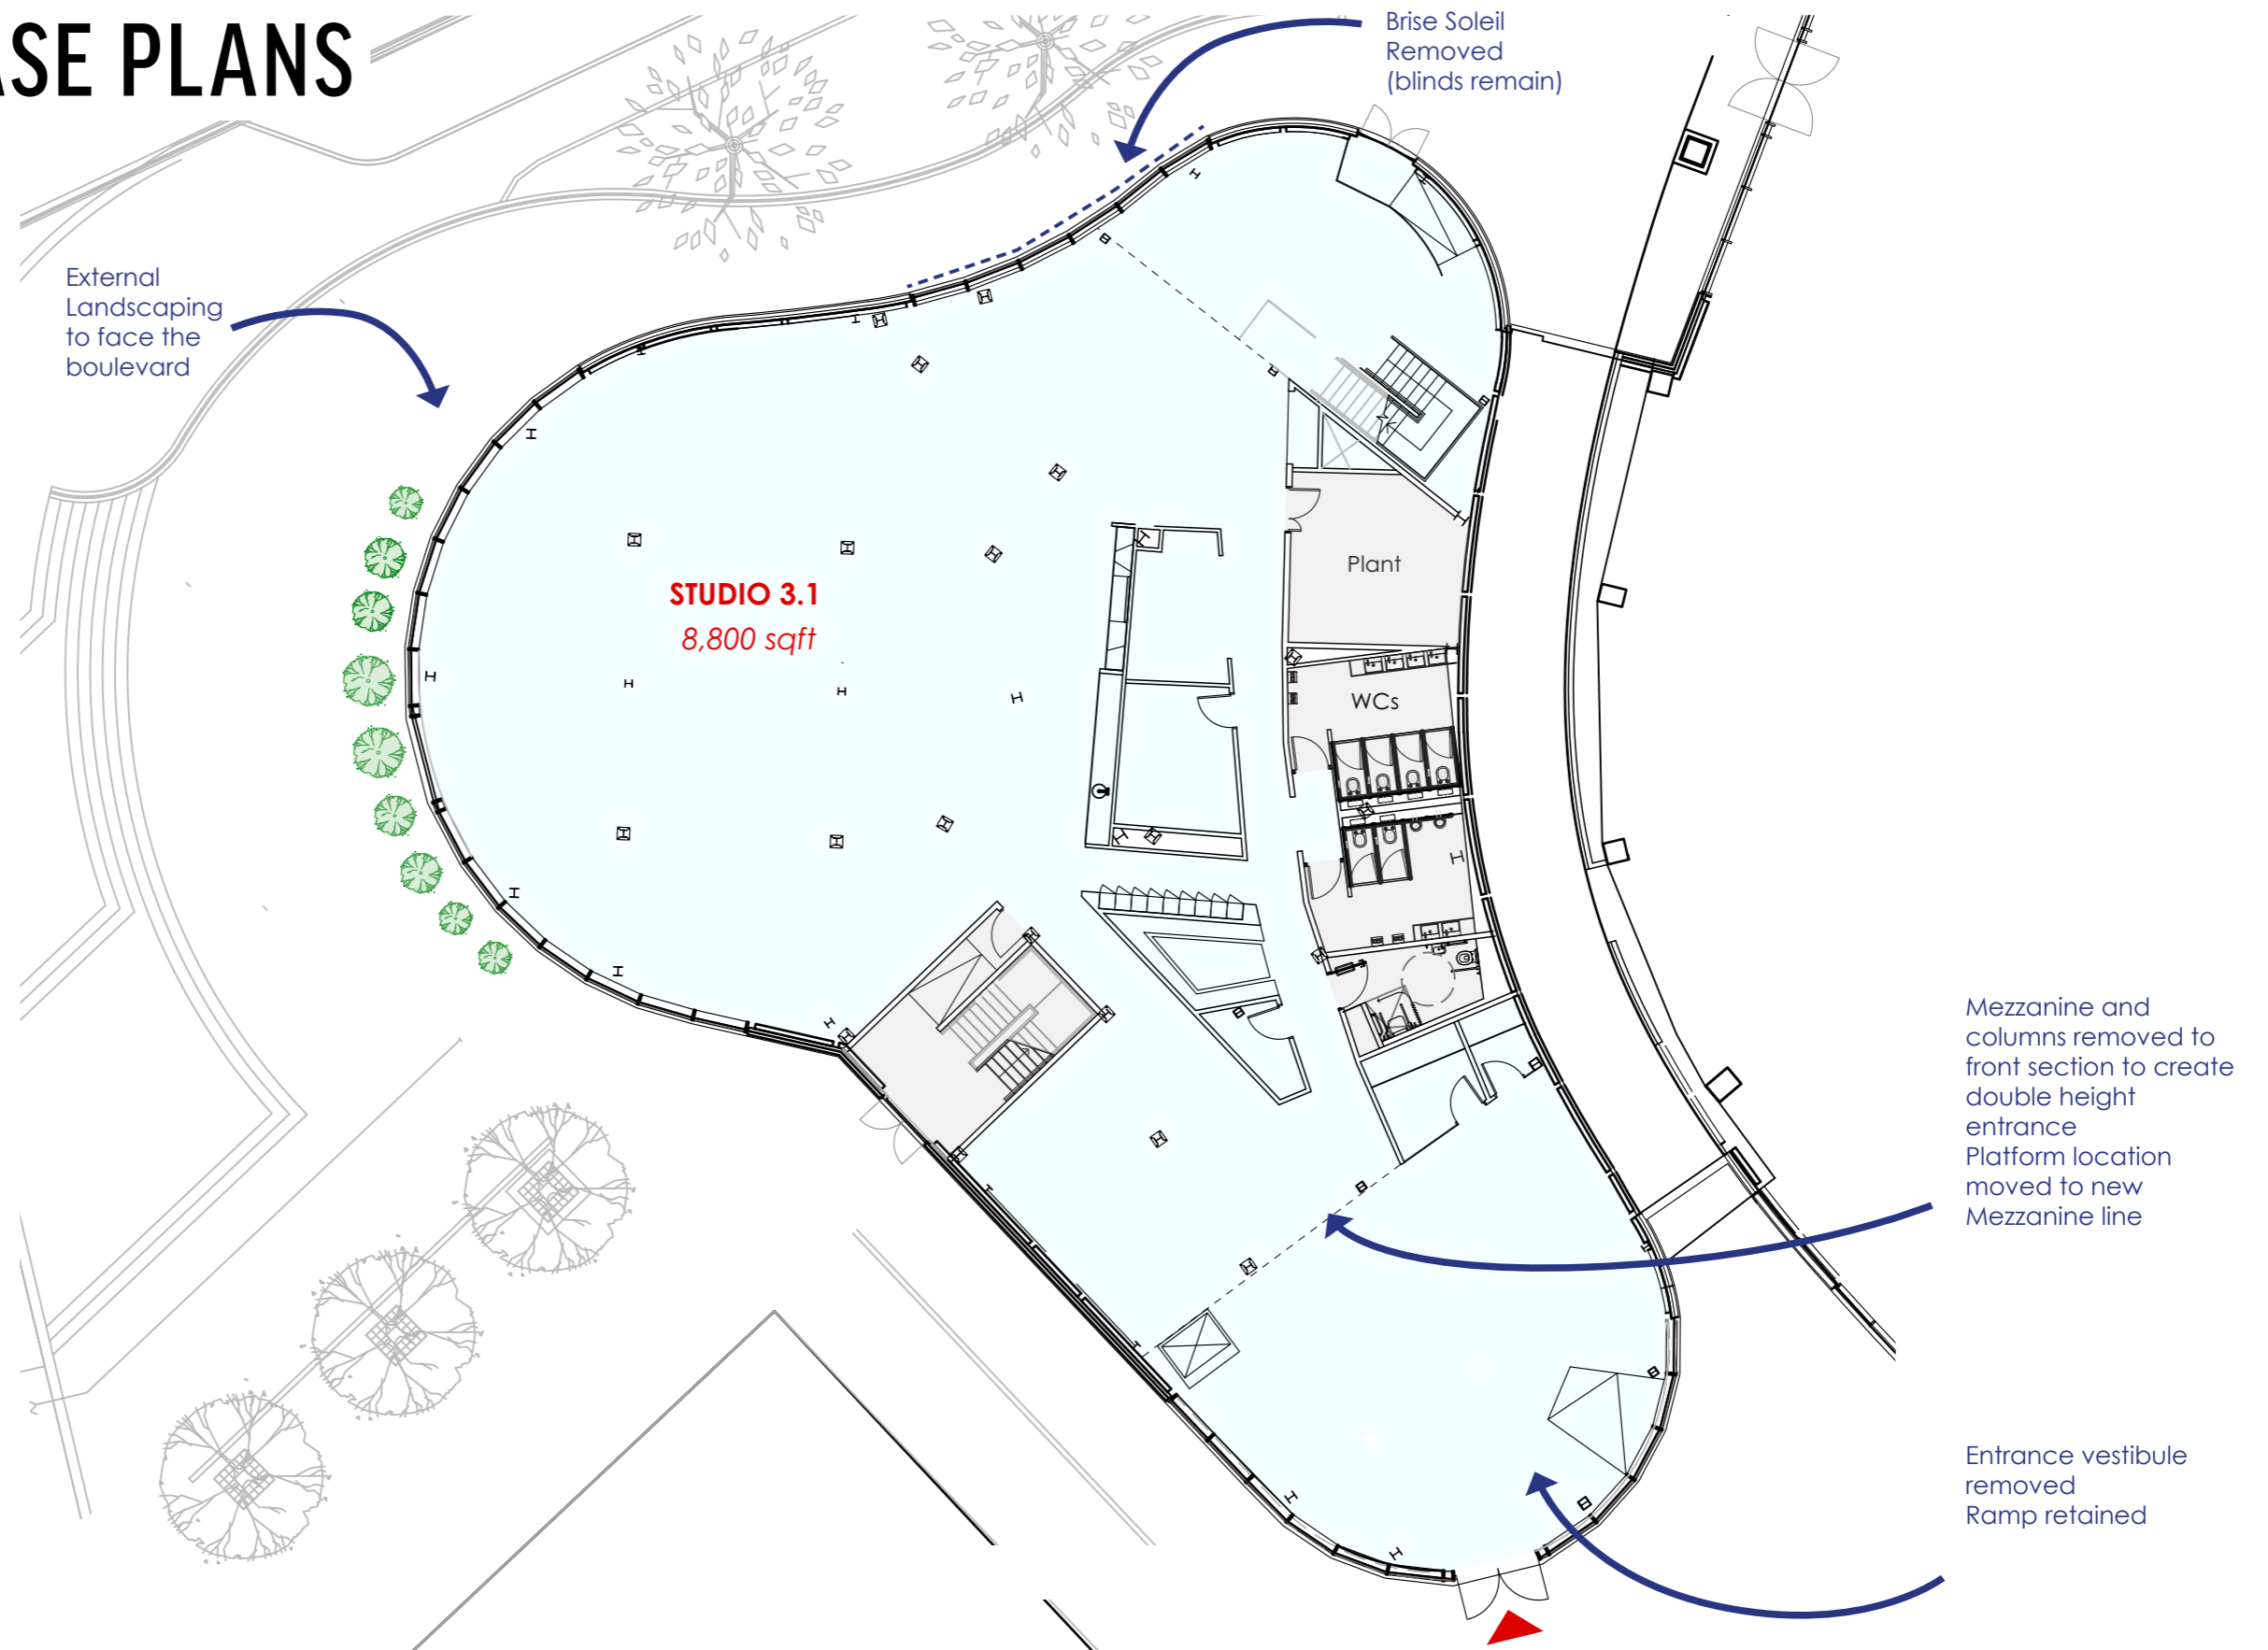 ASE PLANS
Brise Soleil
Removed
(blinds remain)
External
Landscaping
to face the
boulevard
STUDIO 3.1
8,800 sqft
Plant
WCs
Mezzanine and
columns removed to
front section to create
double height
entrance
Platform location
moved to new
Mezzanine line
Entrance vestibule
removed
Ramp retained